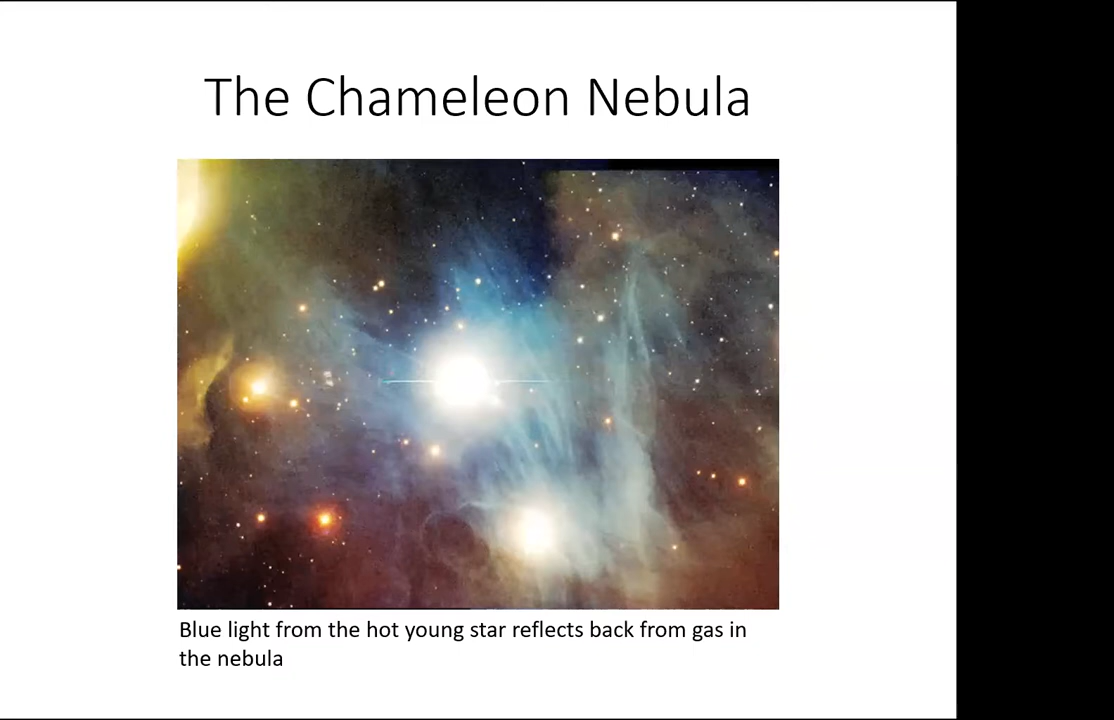 The Chameleon Nebula
Blue light from the hot young star reflects back from gas in
the nebula